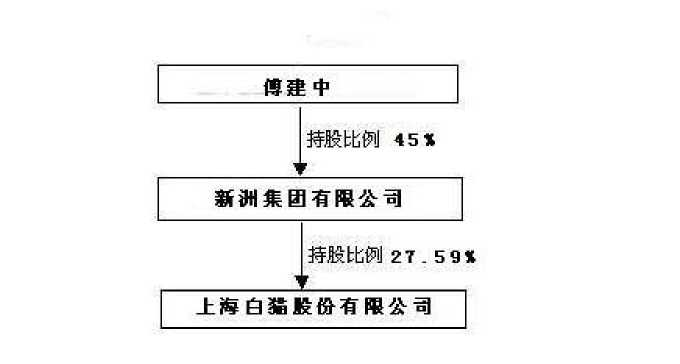 傅建中
持股比例 45%
新洲集团有限公司
持股比例 27.59%
上海白猫股份有限公司